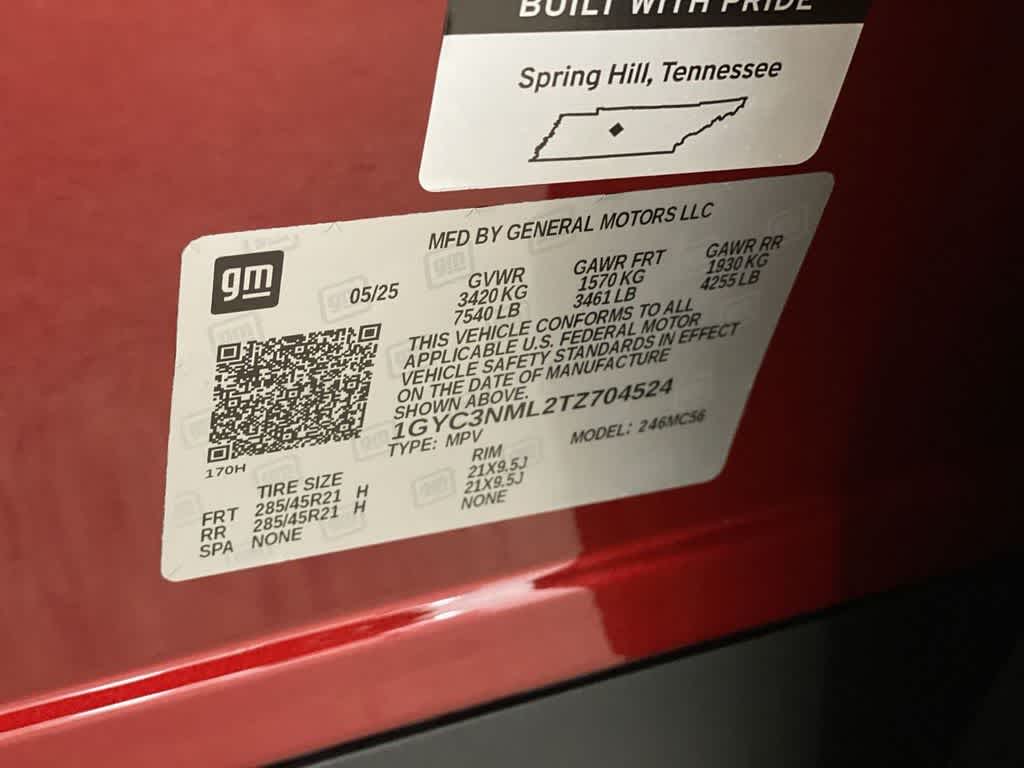 BUILT WITH PRIDE
Spring Hill, Tennessee
MFD BY GENERAL MOTORS LLC
gm
05/25
GVWR
3420 KG
7540 LB
GAWR FRT
1570 KG
3461 LB
GAWR RR
1930 KG
4255 LB
THIS VEHICLE CONFORMS TO ALL
APPLICABLE U.S. FEDERAL MOTOR
VEHICLE SAFETY STANDARDS IN EFFECT
ON THE DATE OF MANUFACTURE
SHOWN ABOVE.
1GYC3NML2TZ704524
TYPE: MPV MODEL: 246MC56
170H
TIRE SIZE RIM
FRT 285/45R21 H 21X9.5J
RR 285/45R21 H 21X9.5J
SPA NONE NONE